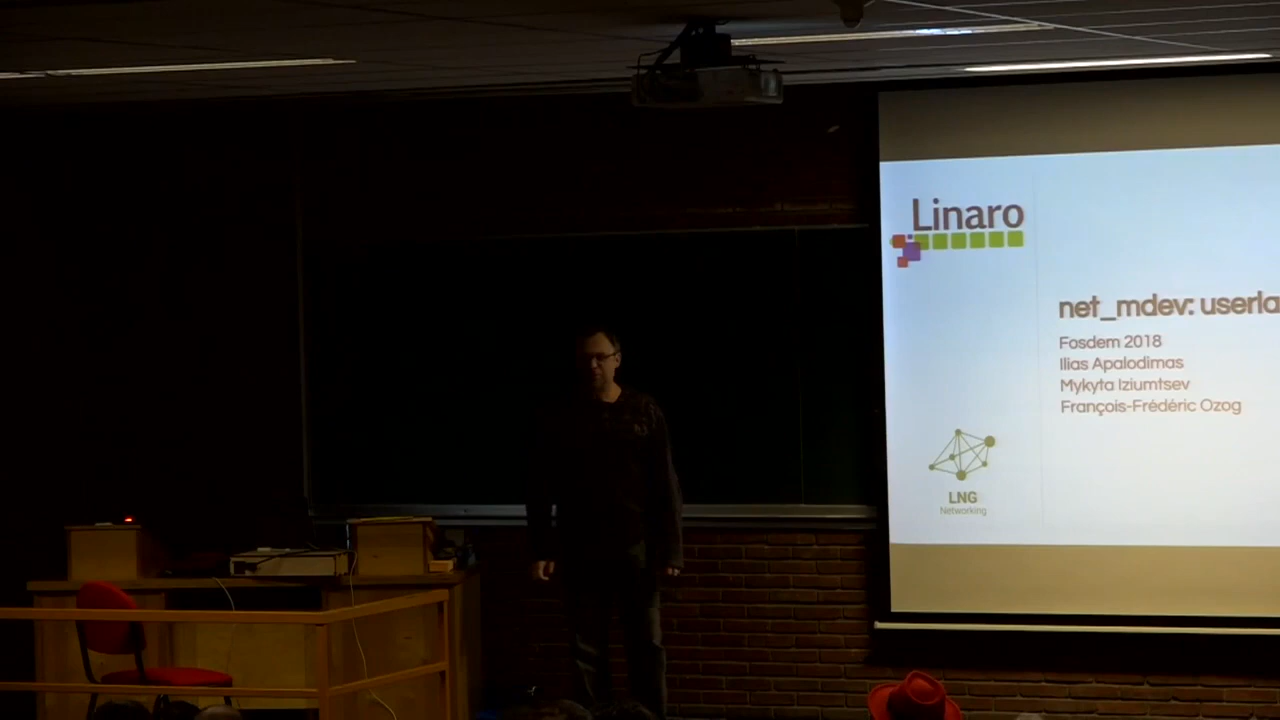 Linaro
net_mdev: userla
Fosdem 2018
Ilias Apalodimas
Mykyta Iziumtsev
François-Frédéric Ozog
LNG
Networking